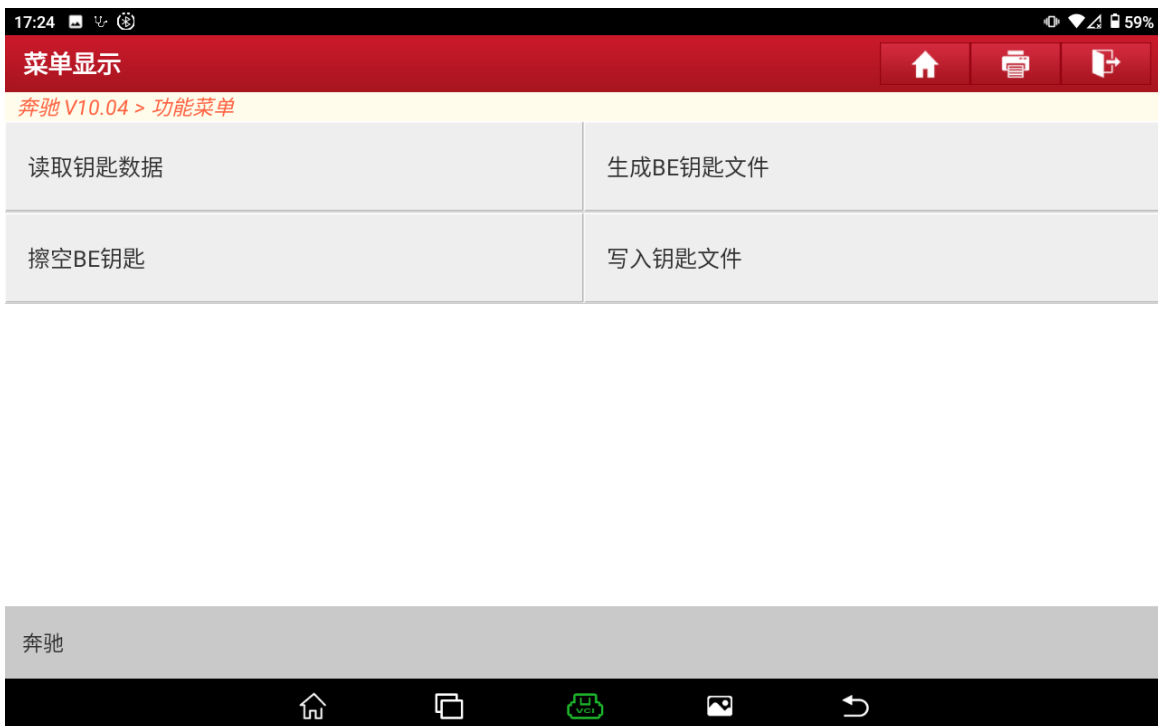 17:24 59%
菜单显示
奔驰 V10.04 > 功能菜单
读取钥匙数据 生成BE钥匙文件
擦空BE钥匙 写入钥匙文件
奔驰
VCI